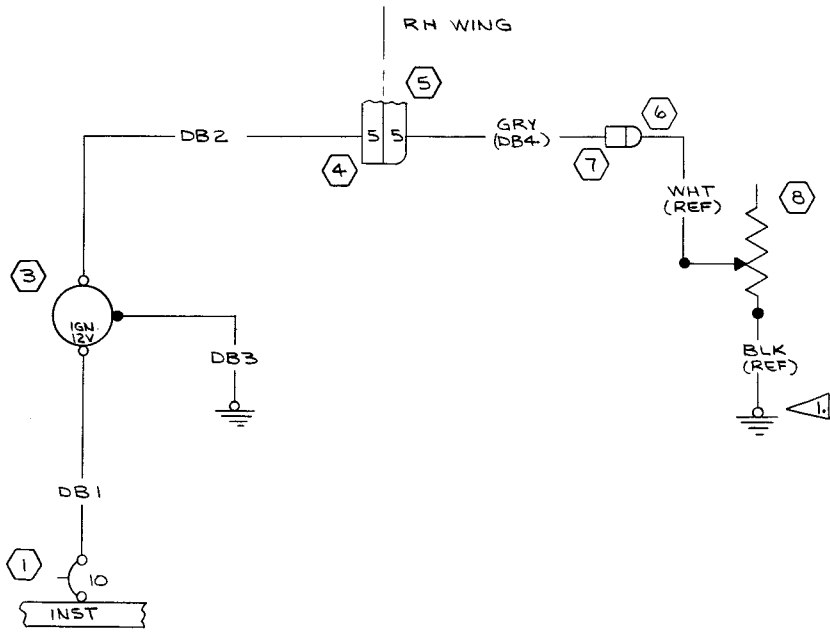 RH WING
5
DB2
5 5
GRY
(DB4)
6
4
7
WHT
(REF)
8
3
IGN.
12V
DB3
BLK
(REF)
1.
DB1
1
10
INST